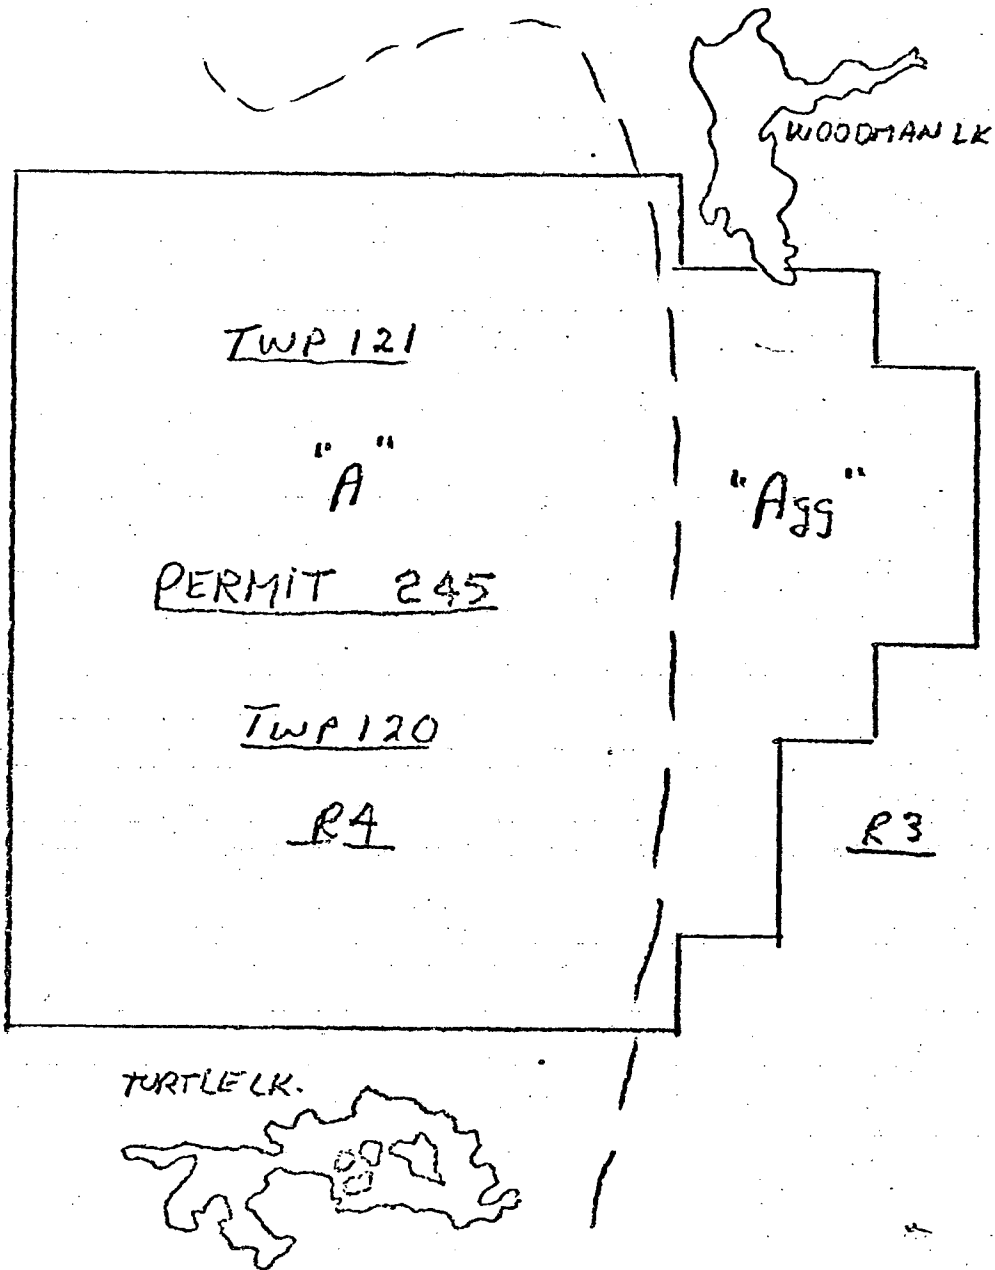 WOODMAN LK
TWP 121
"A"
"Agg"
PERMIT 245
TWP 120
R4
R3
TURTLE LK.